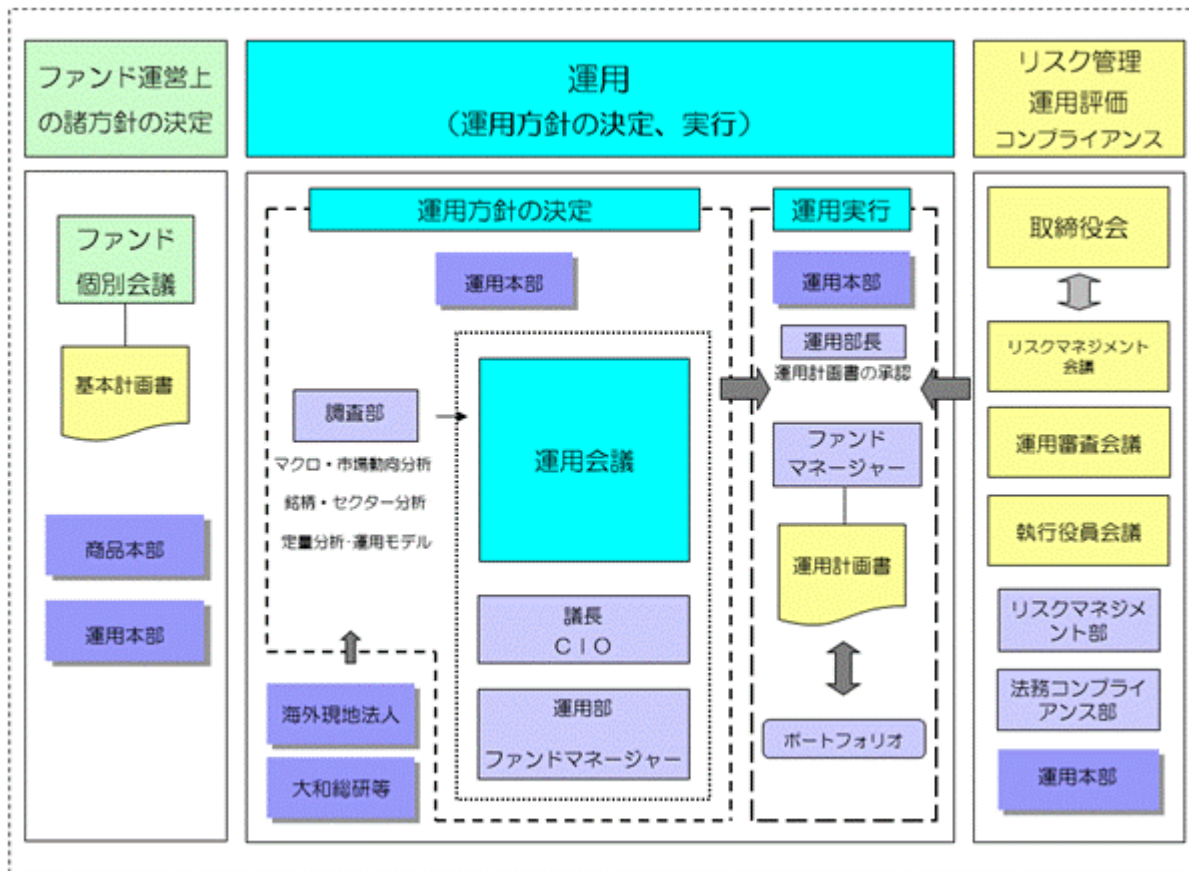 ファンド運営上
の諸方針の決定
運用
(運用方針の決定、実行)
リスク管理
運用評価
コンプライアンス
ファンド
個別会議
基本計画書
商品本部
運用本部
運用方針の決定
運用本部
調査部
マクロ・市場動向分析
銘柄・セクター分析
定量分析・運用モデル
運用会議
議長
CIO
運用部
ファンドマネージャー
海外現地法人
大和総研等
運用実行
運用本部
運用部長
運用計画書の承認
ファンド
マネージャー
運用計画書
ポートフォリオ
取締役会
リスクマネジメント
会議
運用審査会議
執行役員会議
リスクマネジメ
ント部
法務コンプライ
アンス部
運用本部